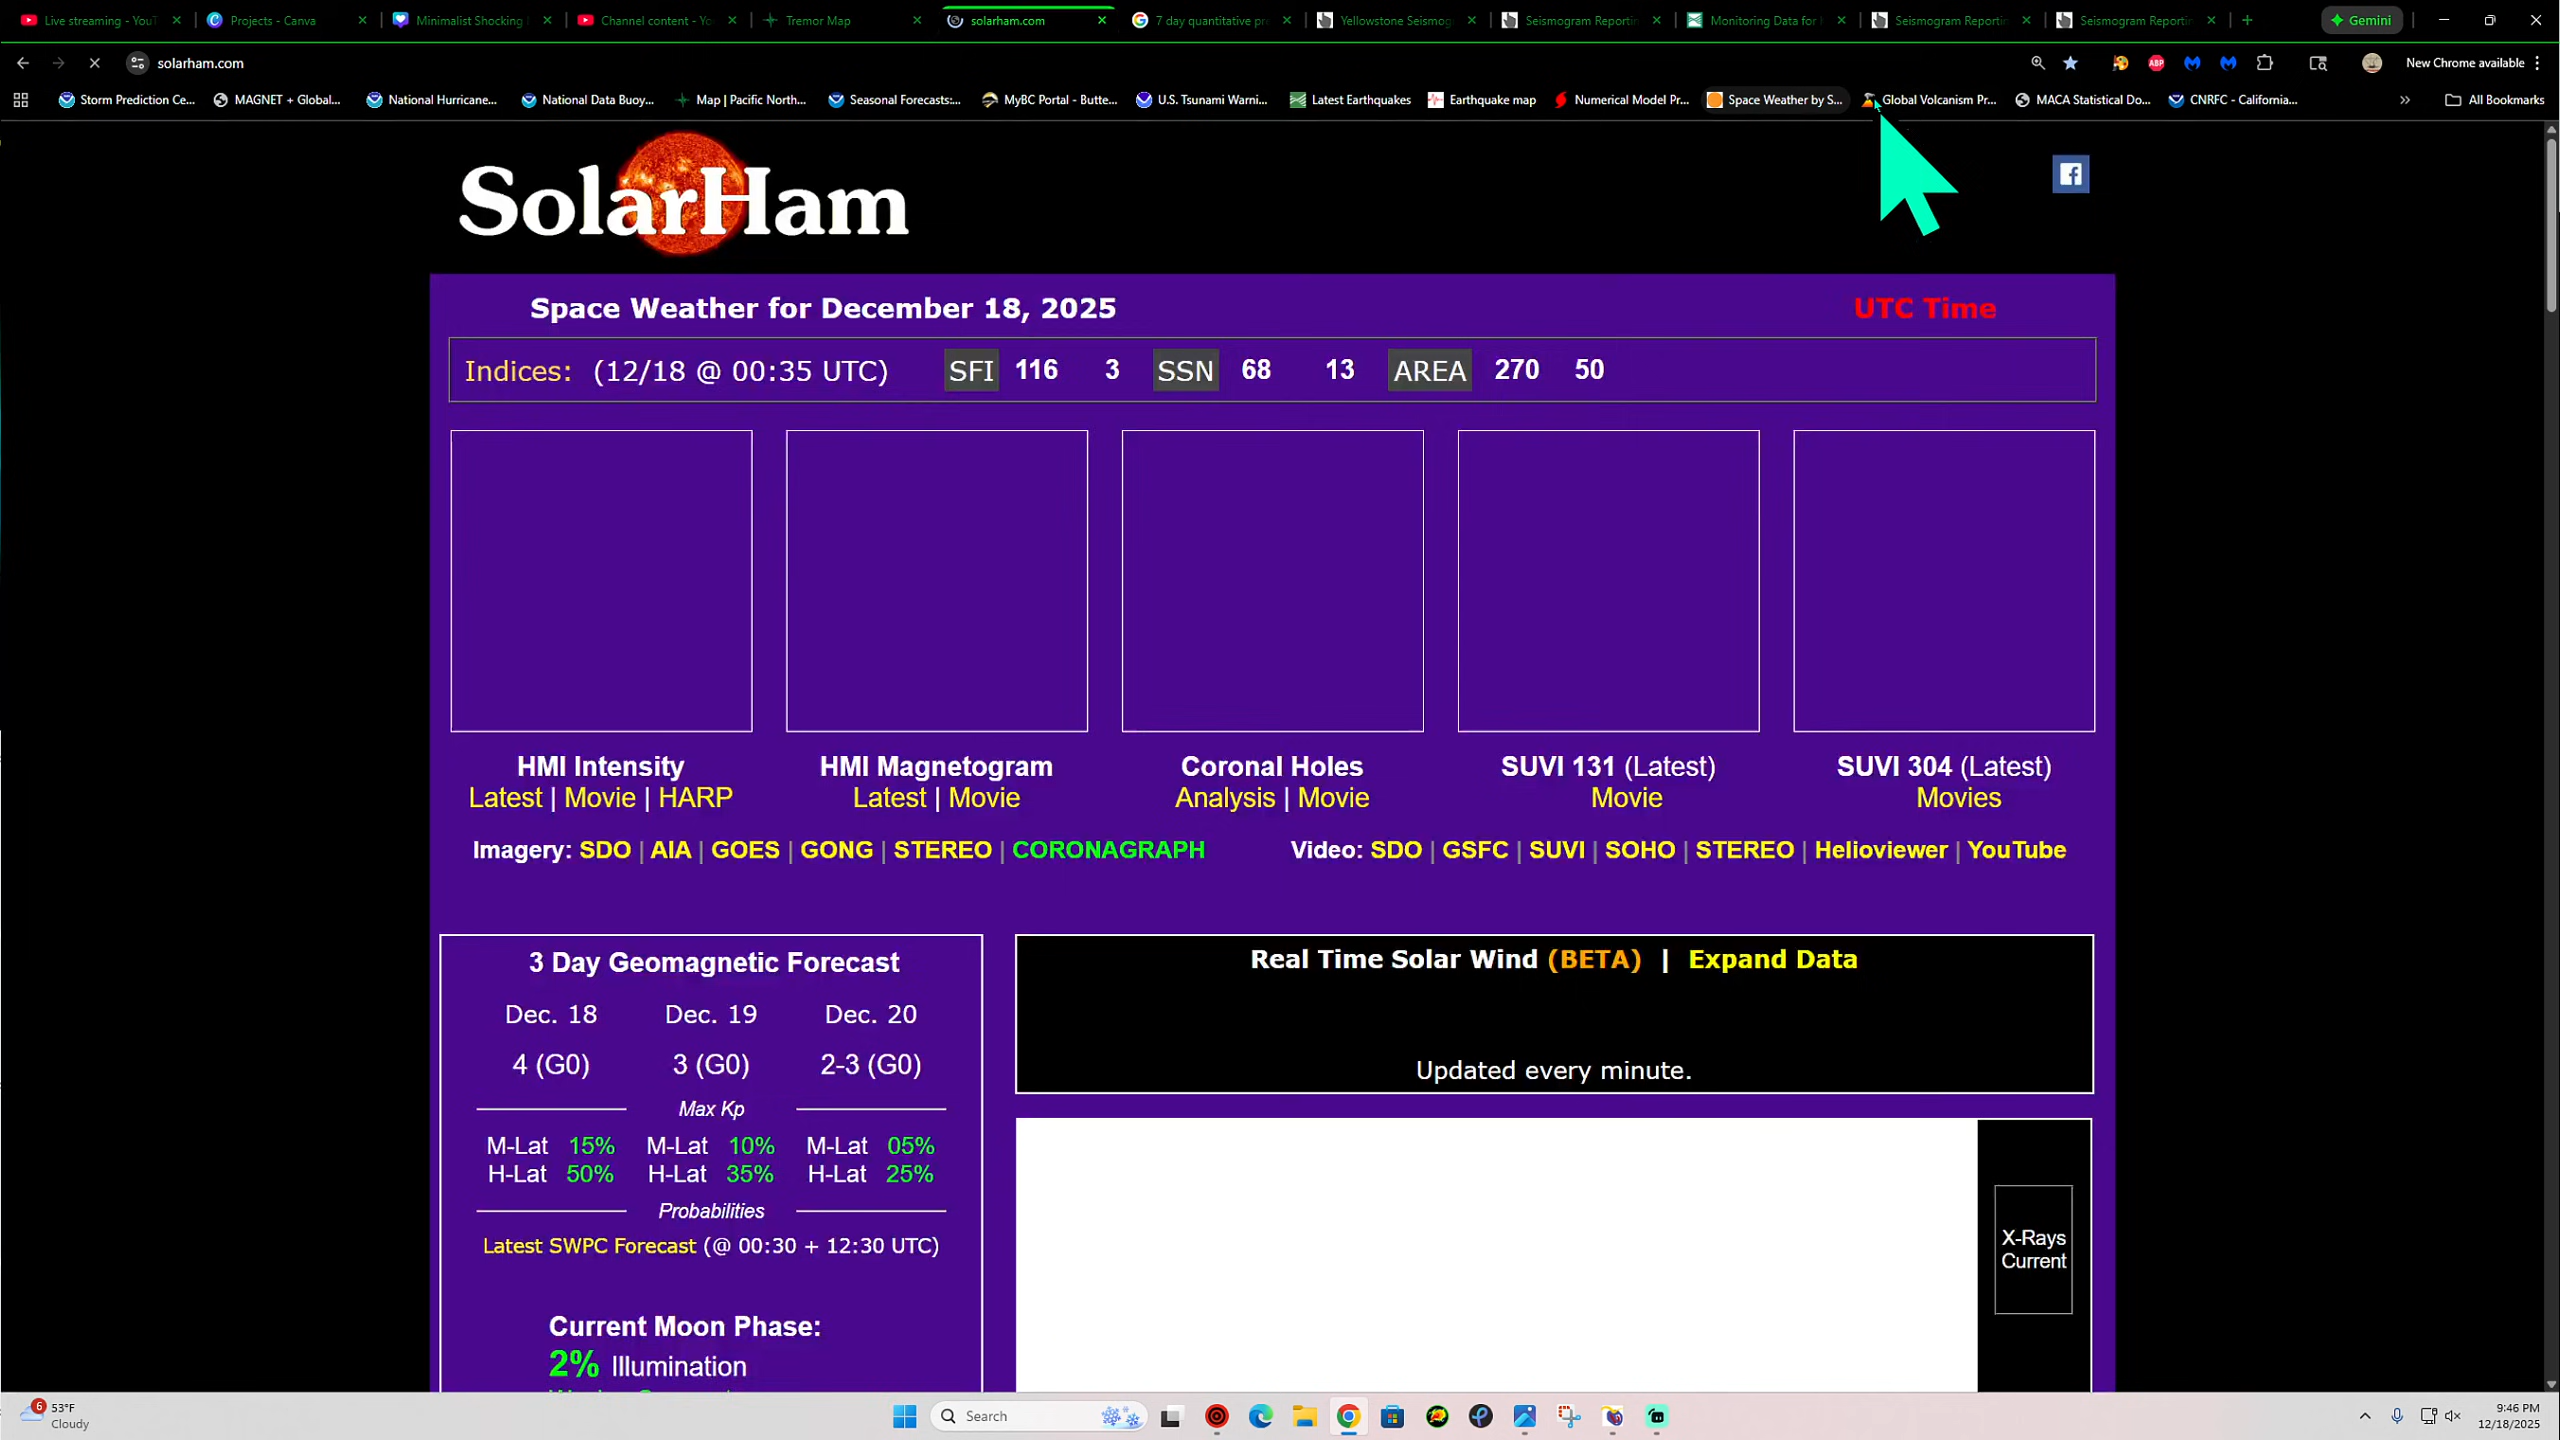 Live streaming - YouT
Projects - Canva
Minimalist Shocking
Channel content - Yo
Tremor Map
solarham.com
7 day quantitative pre
Yellowstone Seismog
Seismogram Reportin
Monitoring Data for
Seismogram Reportin
Seismogram Reportin
Gemini
solarham.com
ABP
New Chrome available
Storm Prediction Ce...
MAGNET + Global...
National Hurricane...
National Data Buoy...
Map | Pacific North...
Seasonal Forecasts:...
MyBC Portal - Butte...
U.S. Tsunami Warni...
Latest Earthquakes
Earthquake map
Numerical Model Pr...
Space Weather by S...
Global Volcanism Pr...
MACA Statistical Do...
CNRFC - California...
All Bookmarks
SolarHam
Space Weather for December 18, 2025
UTC Time
Indices: (12/18 @ 00:35 UTC) SFI 116 3 SSN 68 13 AREA 270 50
HMI Intensity
Latest | Movie | HARP
HMI Magnetogram
Latest | Movie
Coronal Holes
Analysis | Movie
SUVI 131 (Latest)
Movie
SUVI 304 (Latest)
Movies
Imagery: SDO | AIA | GOES | GONG | STEREO | CORONAGRAPH
Video: SDO | GSFC | SUVI | SOHO | STEREO | Helioviewer | YouTube
3 Day Geomagnetic Forecast
Dec. 18 Dec. 19 Dec. 20
4 (G0) 3 (G0) 2-3 (G0)
Max Kp
M-Lat 15% M-Lat 10% M-Lat 05%
H-Lat 50% H-Lat 35% H-Lat 25%
Probabilities
Latest SWPC Forecast (@ 00:30 + 12:30 UTC)
Current Moon Phase:
2% Illumination
Real Time Solar Wind (BETA) | Expand Data
Updated every minute.
X-Rays
Current
6
53°F
Cloudy
Search
9:46 PM
12/18/2025